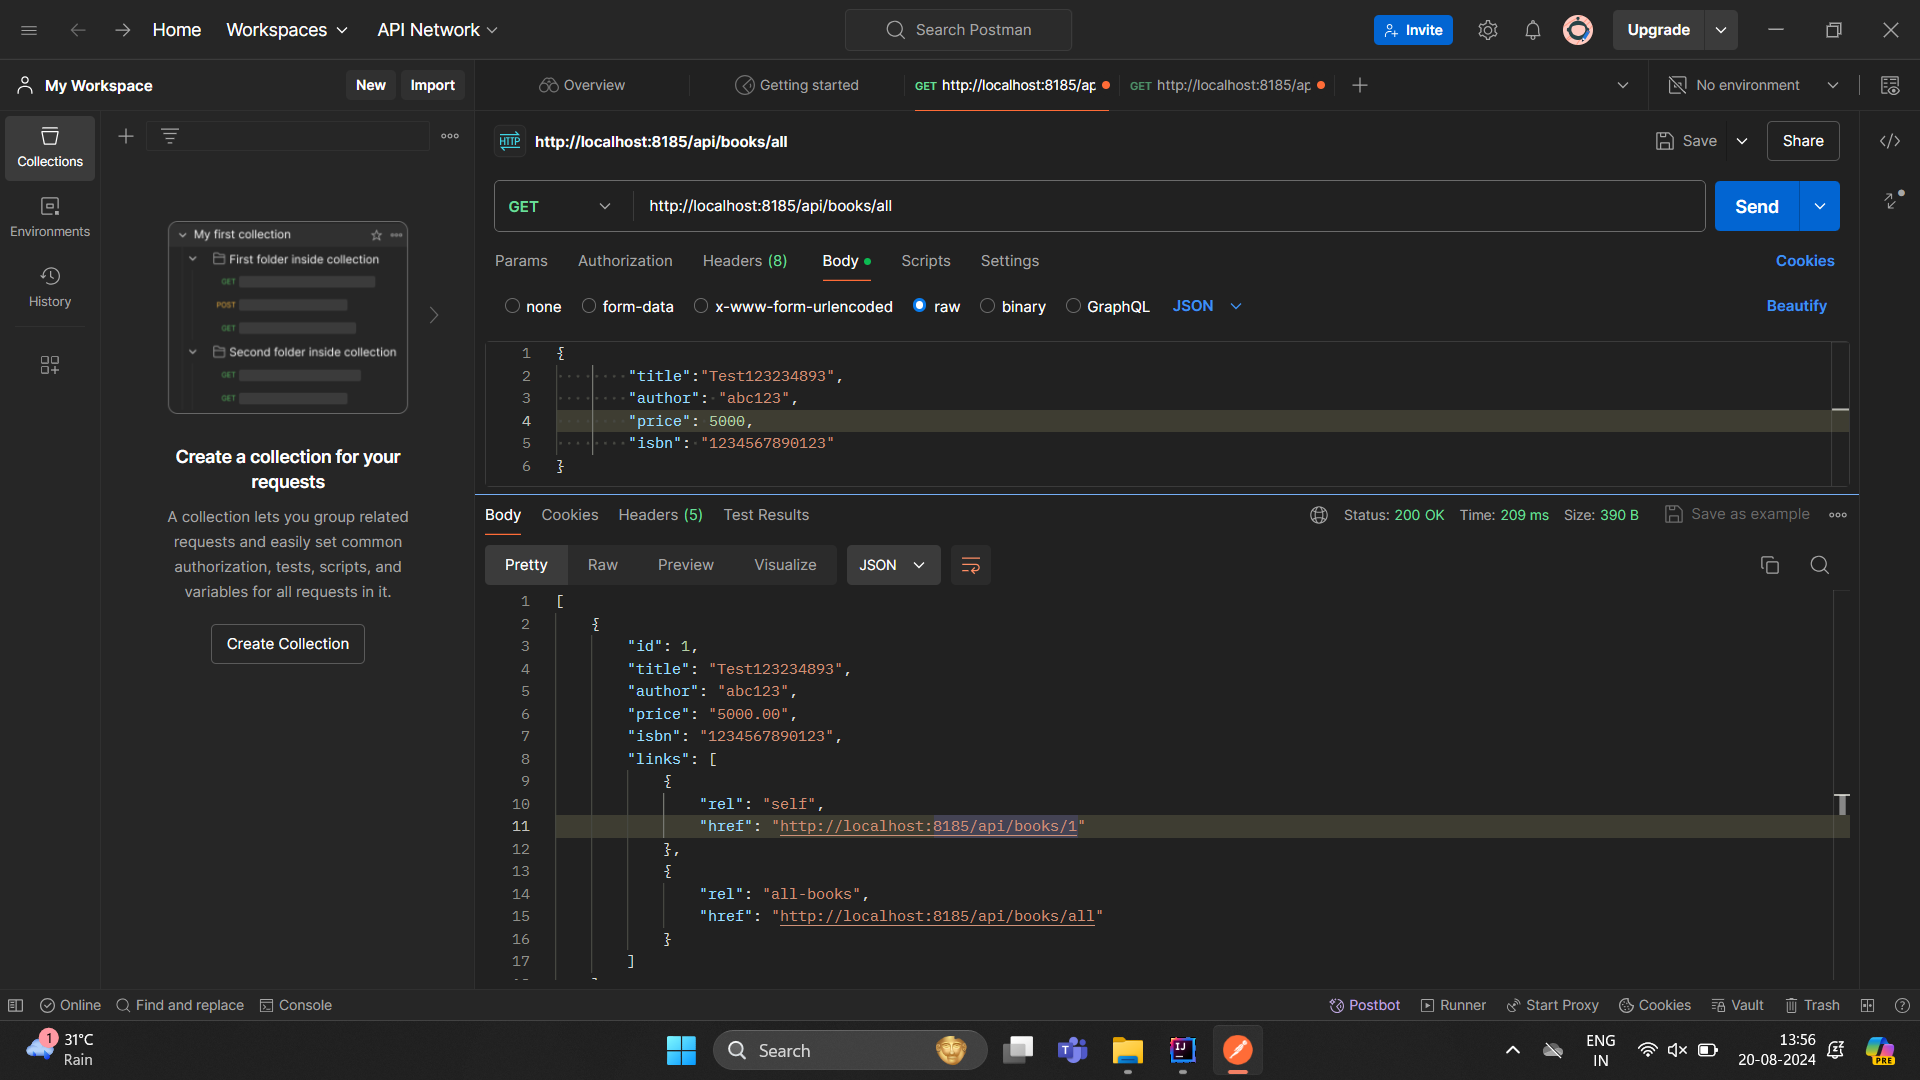 Home
Workspaces
API Network
Search Postman
Invite
Upgrade
My Workspace
New
Import
Overview
Getting started
GET http://localhost:8185/ap
GET http://localhost:8185/ap
No environment
Collections
Environments
History
My first collection
First folder inside collection
GET
POST
GET
Second folder inside collection
GET
GET
Create a collection for your
requests
A collection lets you group related
requests and easily set common
authorization, tests, scripts, and
variables for all requests in it.
Create Collection
HTTP
http://localhost:8185/api/books/all
Save
Share
GET
http://localhost:8185/api/books/all
Send
Params
Authorization
Headers (8)
Body
Scripts
Settings
Cookies
none
form-data
x-www-form-urlencoded
raw
binary
GraphQL
JSON
Beautify
1 {
2 "title":"Test123234893",
3 "author": "abc123",
4 "price": 5000,
5 "isbn": "1234567890123"
6 }
Body
Cookies
Headers (5)
Test Results
Status: 200 OK
Time: 209 ms
Size: 390 B
Save as example
Pretty
Raw
Preview
Visualize
JSON
1 [
2 {
3 "id": 1,
4 "title": "Test123234893",
5 "author": "abc123",
6 "price": "5000.00",
7 "isbn": "1234567890123",
8 "links": [
9 {
10 "rel": "self",
11 "href": "http://localhost:8185/api/books/1"
12 },
13 {
14 "rel": "all-books",
15 "href": "http://localhost:8185/api/books/all"
16 }
17 ]
Online
Find and replace
Console
Postbot
Runner
Start Proxy
Cookies
Vault
Trash
1
31°C
Rain
Search
ENG
IN
13:56
20-08-2024
PRE